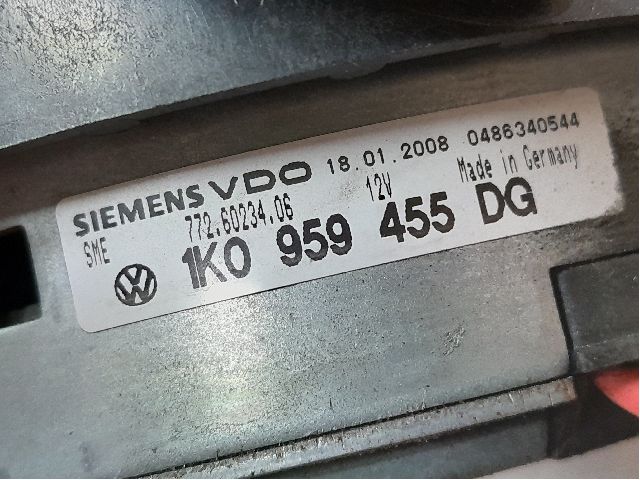 SIEMENS VDO 18.01.2008 0486340544
SME 772.60234.06 12V Made in Germany
1K0 959 455 DG